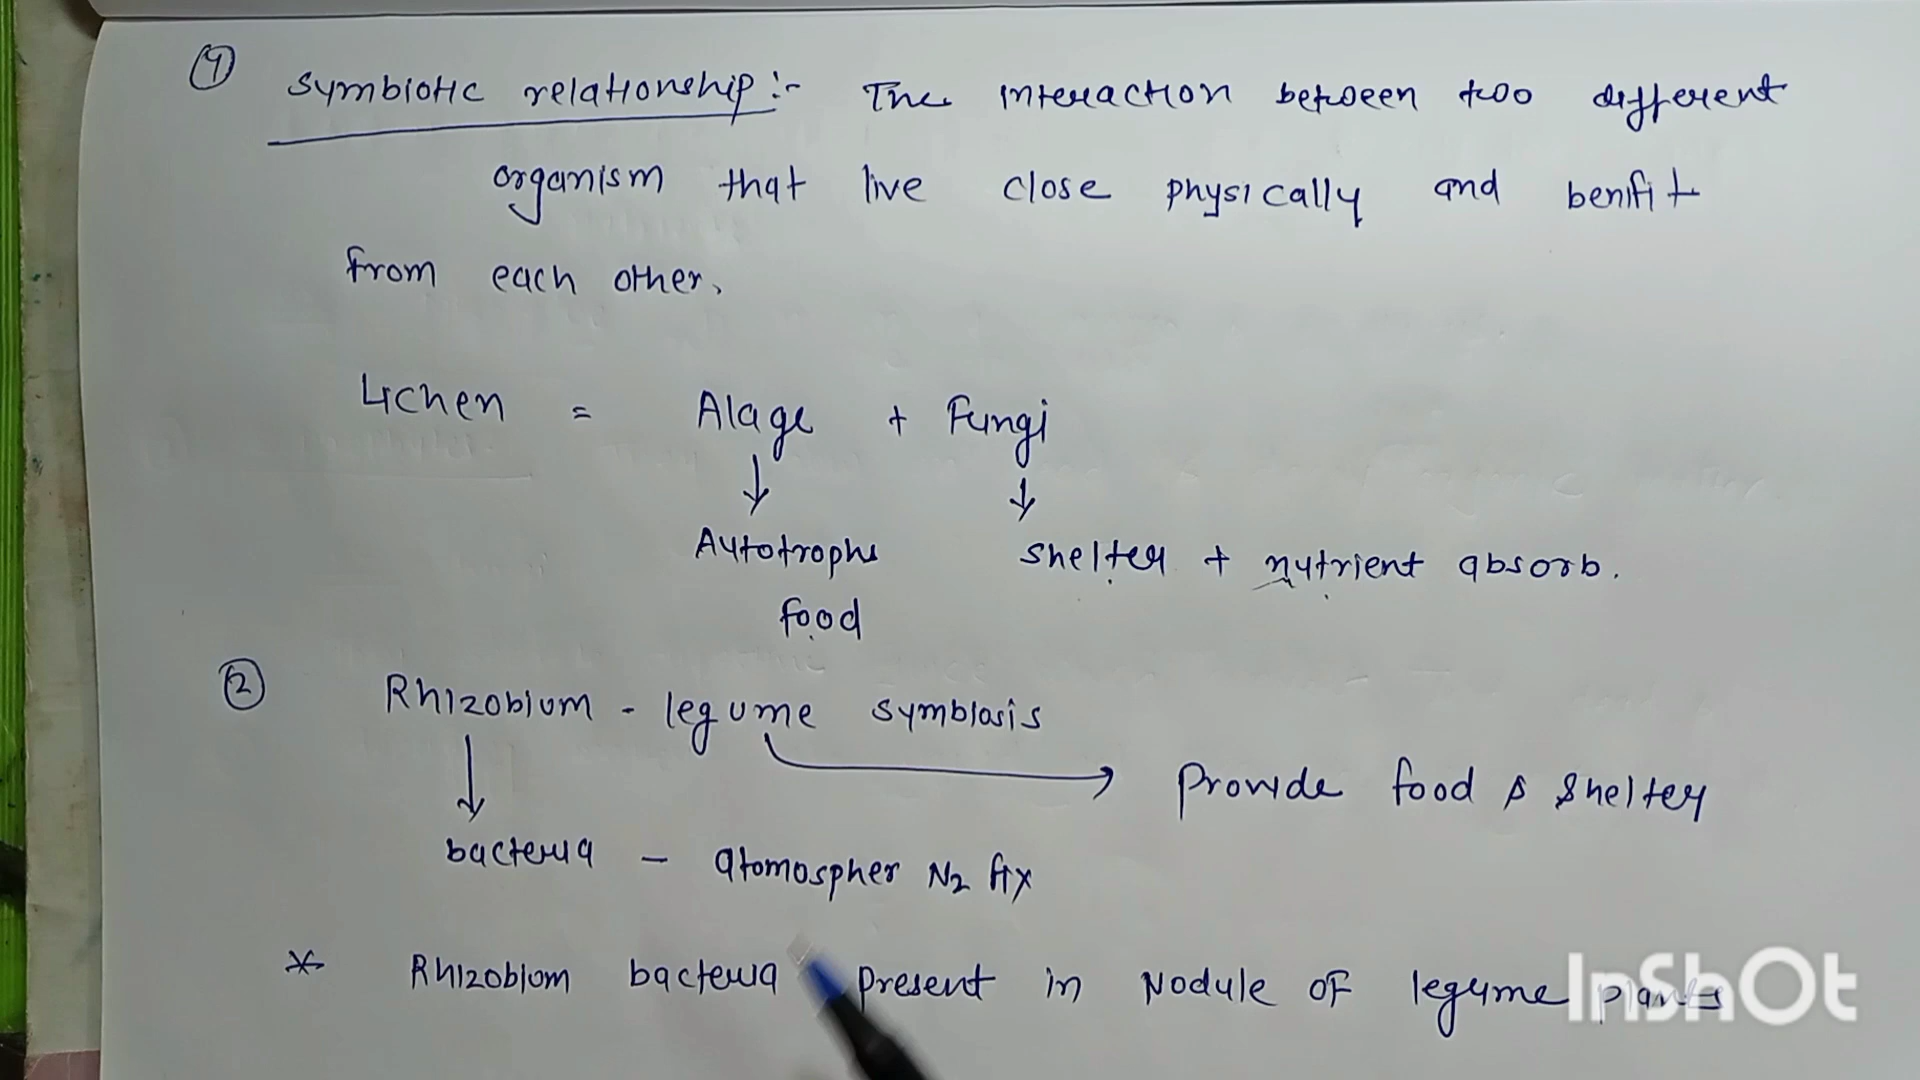 ① Symbiotic relationship :- The interaction between two different
organism that live close physically and benifit
from each other.
Lichen = Alage + Fungi
↓ ↓
Autotrophs shelter + nutrient absorb.
food
② Rhizobium - legume symbiosis
↓ → Provide food & shelter
bacteria - atomospher N2 fix
* Rhizobium bacteria present in Nodule of legume plants
InShOt